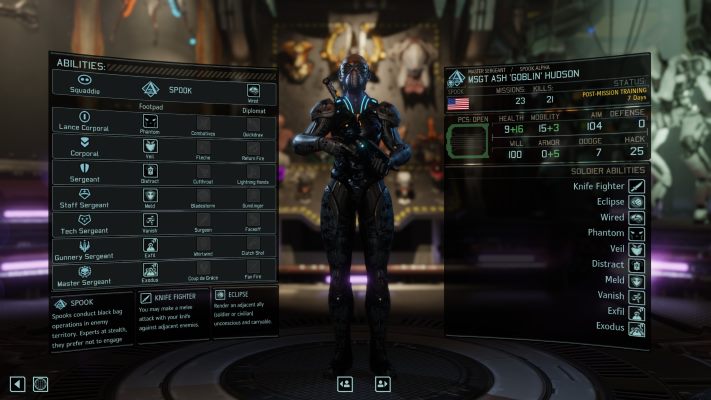 ABILITIES:
Squaddie
SPOOK
Wired
Footpad
Diplomat
Lance Corporal
Phantom
Commatives
Quickdraw
Corporal
Veil
Fleche
Return Fire
Sergeant
Distract
Cutthroat
Lightning Hands
Staff Sergeant
Meld
Bladestorm
Gunslinger
Tech Sergeant
Vanish
Surgeon
Faceoff
Gunnery Sergeant
Exfil
Whirlwind
Clutch Shot
Master Sergeant
Exodus
Coup de Grace
Fan Fire
SPOOK
Spooks conduct black bag
operations in enemy
territory. Experts at stealth,
they prefer not to engage
KNIFE FIGHTER
You may make a melee
attack with your knife
against adjacent enemies.
ECLIPSE
Render an adjacent ally
(soldier or civilian)
unconscious and carryable.
MASTER SERGEANT / SPOOK ALPHA
MSGT ASH 'GOBLIN' HUDSON
SPOOK
MISSIONS KILLS: STATUS:
23 21 POST-MISSION TRAINING
7 Days
PCS: OPEN HEALTH MOBILITY AIM DEFENSE
9+16 15+3 104 0
WILL ARMOR DODGE HACK
100 0+5 7 25
SOLDIER ABILITIES
Knife Fighter
Eclipse
Wired
Phantom
Veil
Distract
Meld
Vanish
Exfil
Exodus